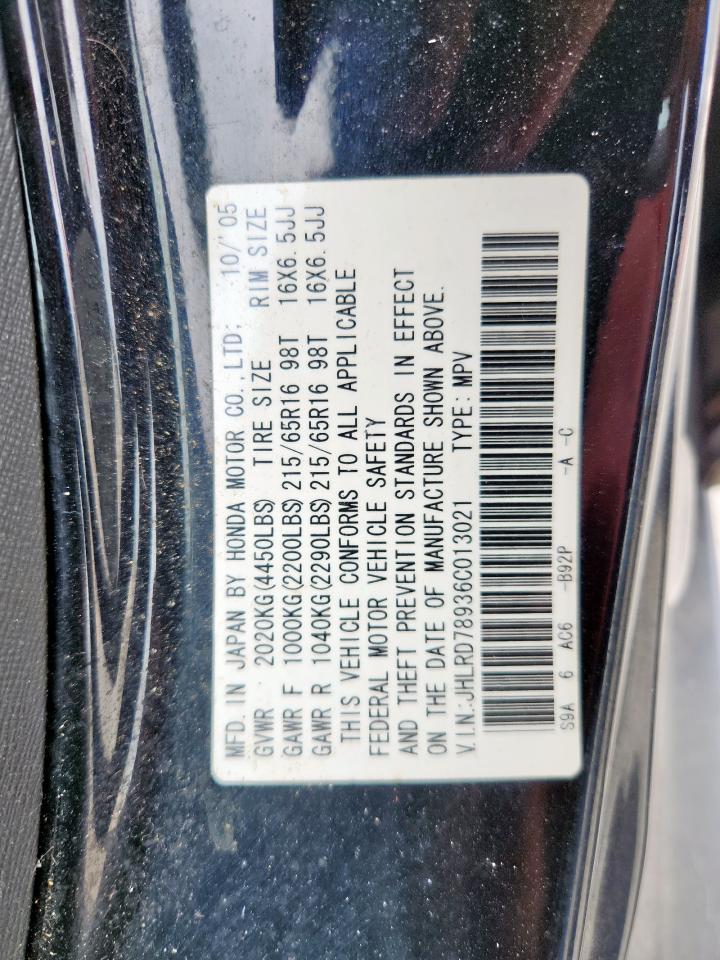 MFD. IN JAPAN BY HONDA MOTOR CO., LTD; 10/'05
GVWR 2020KG(4450LBS) TIRE SIZE RIM SIZE
GAWR F 1000KG(2200LBS) 215/65R16 98T 16X6.5JJ
GAWR R 1040KG(2290LBS) 215/65R16 98T 16X6.5JJ
THIS VEHICLE CONFORMS TO ALL APPLICABLE
FEDERAL MOTOR VEHICLE SAFETY
AND THEFT PREVENTION STANDARDS IN EFFECT
ON THE DATE OF MANUFACTURE SHOWN ABOVE.
V.I.N.:JHLRD78936C013021 TYPE:MPV
S9A 6 AC6 -B92P -A -C